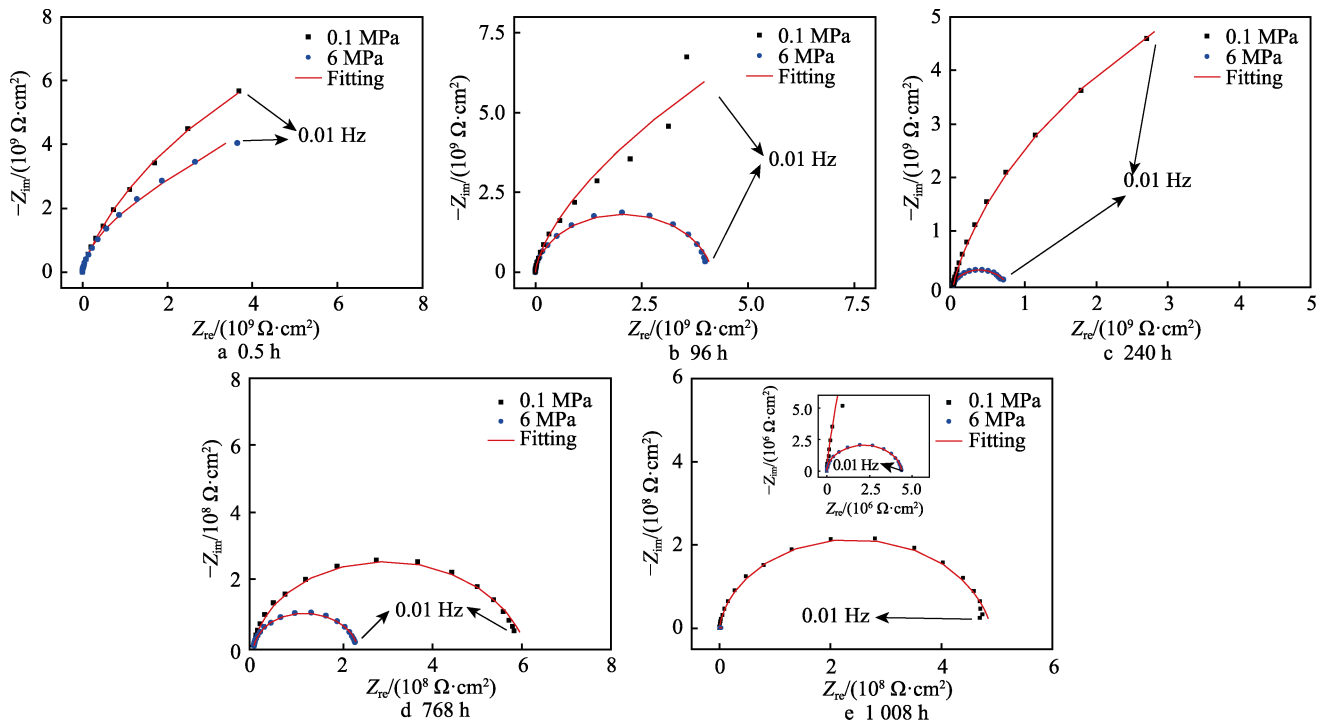 8
6
4
2
0
0
2
4
6
8
−Zim/(10⁹ Ω·cm²)
Zre/(10⁹ Ω·cm²)
0.1 MPa
6 MPa
Fitting
0.01 Hz
a 0.5 h
7.5
5.0
2.5
0
0
2.5
5.0
7.5
−Zim/(10⁹ Ω·cm²)
Zre/(10⁹ Ω·cm²)
0.1 MPa
6 MPa
Fitting
0.01 Hz
b 96 h
5
4
3
2
1
0
0
1
2
3
4
5
−Zim/(10⁹ Ω·cm²)
Zre/(10⁹ Ω·cm²)
0.1 MPa
6 MPa
Fitting
0.01 Hz
c 240 h
8
6
4
2
0
0
2
4
6
8
−Zim/10⁸ Ω·cm²)
Zre/(10⁸ Ω·cm²)
0.1 MPa
6 MPa
Fitting
0.01 Hz
d 768 h
6
4
2
0
0
2
4
6
−Zim/(10⁸ Ω·cm²)
Zre/(10⁸ Ω·cm²)
0.1 MPa
6 MPa
Fitting
5.0
2.5
0
0
2.5
5.0
−Zim/(10⁶ Ω·cm²)
Zre/(10⁶ Ω·cm²)
0.01 Hz
0.01 Hz
e 1 008 h